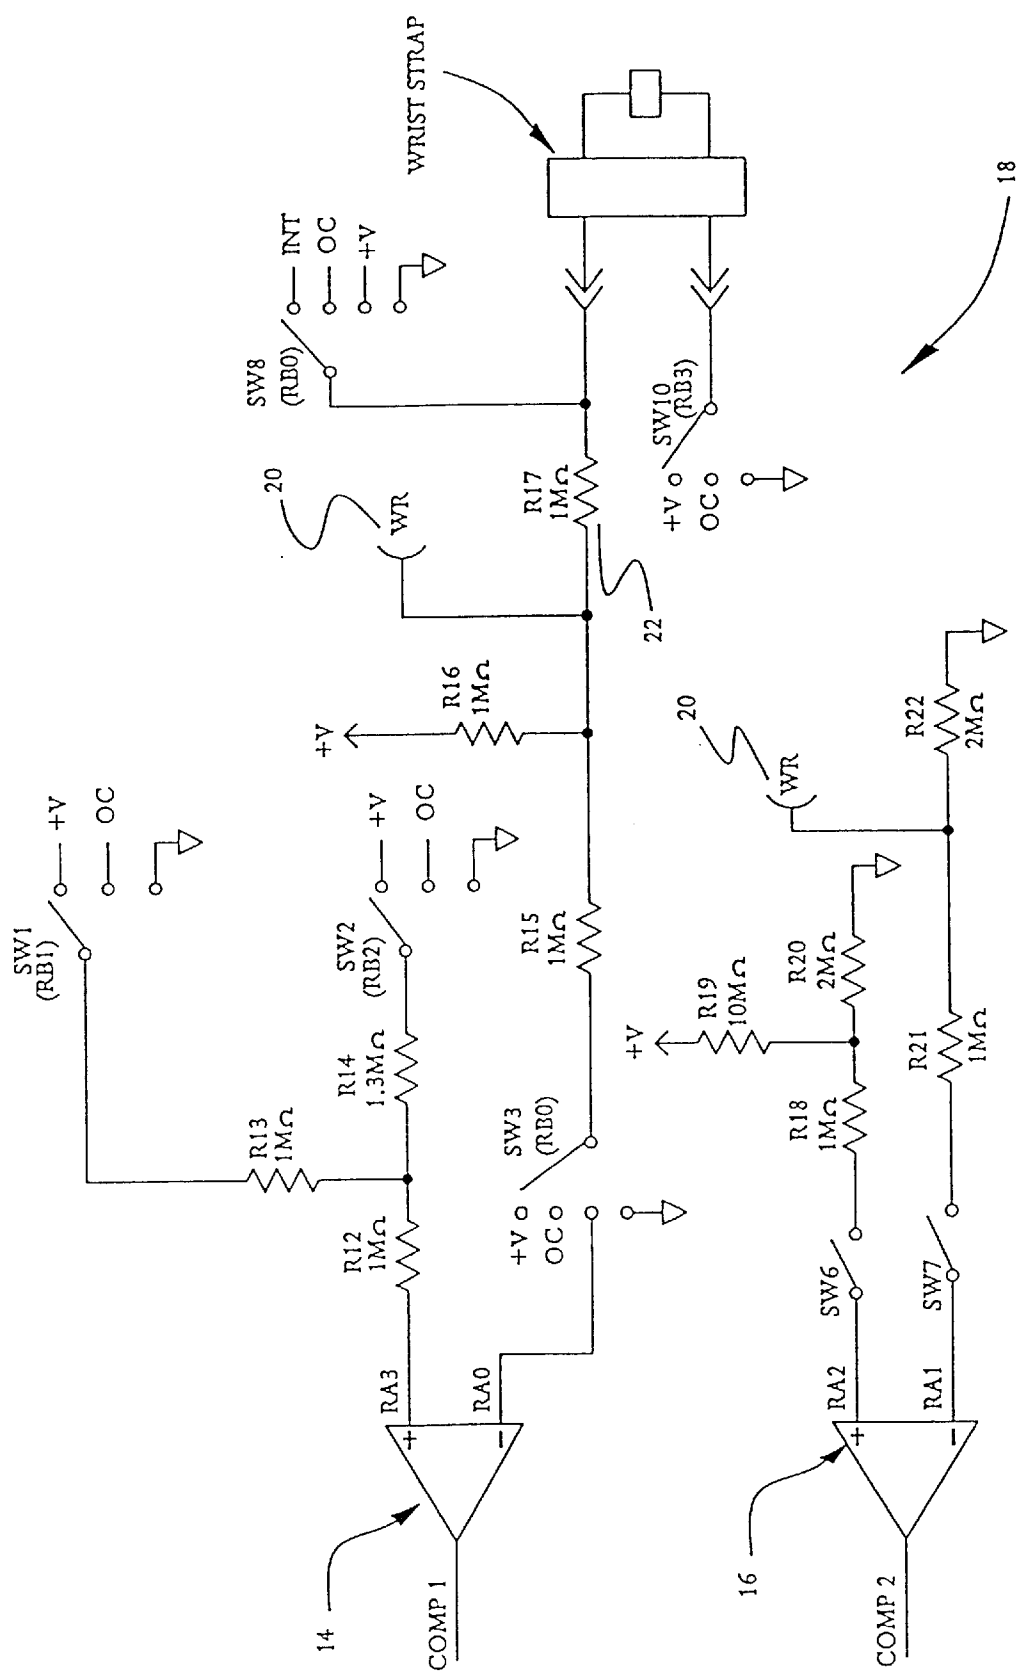 WRIST STRAP
INT
OC
+V
SW8
(RB0)
SW10
(RB3)
+V
OC
18
20
WR
R17
1MΩ
22
+V
R16
1MΩ
SW1
(RB1)
+V
OC
SW2
(RB2)
+V
OC
R15
1MΩ
R14
1.3MΩ
R13
1MΩ
R12
1MΩ
SW3
(RB0)
+V
OC
RA3
RA0
+
-
14
COMP 1
20
WR
R22
2MΩ
+V
R19
10MΩ
R20
2MΩ
R18
1MΩ
R21
1MΩ
SW6
SW7
RA2
RA1
+
-
16
COMP 2